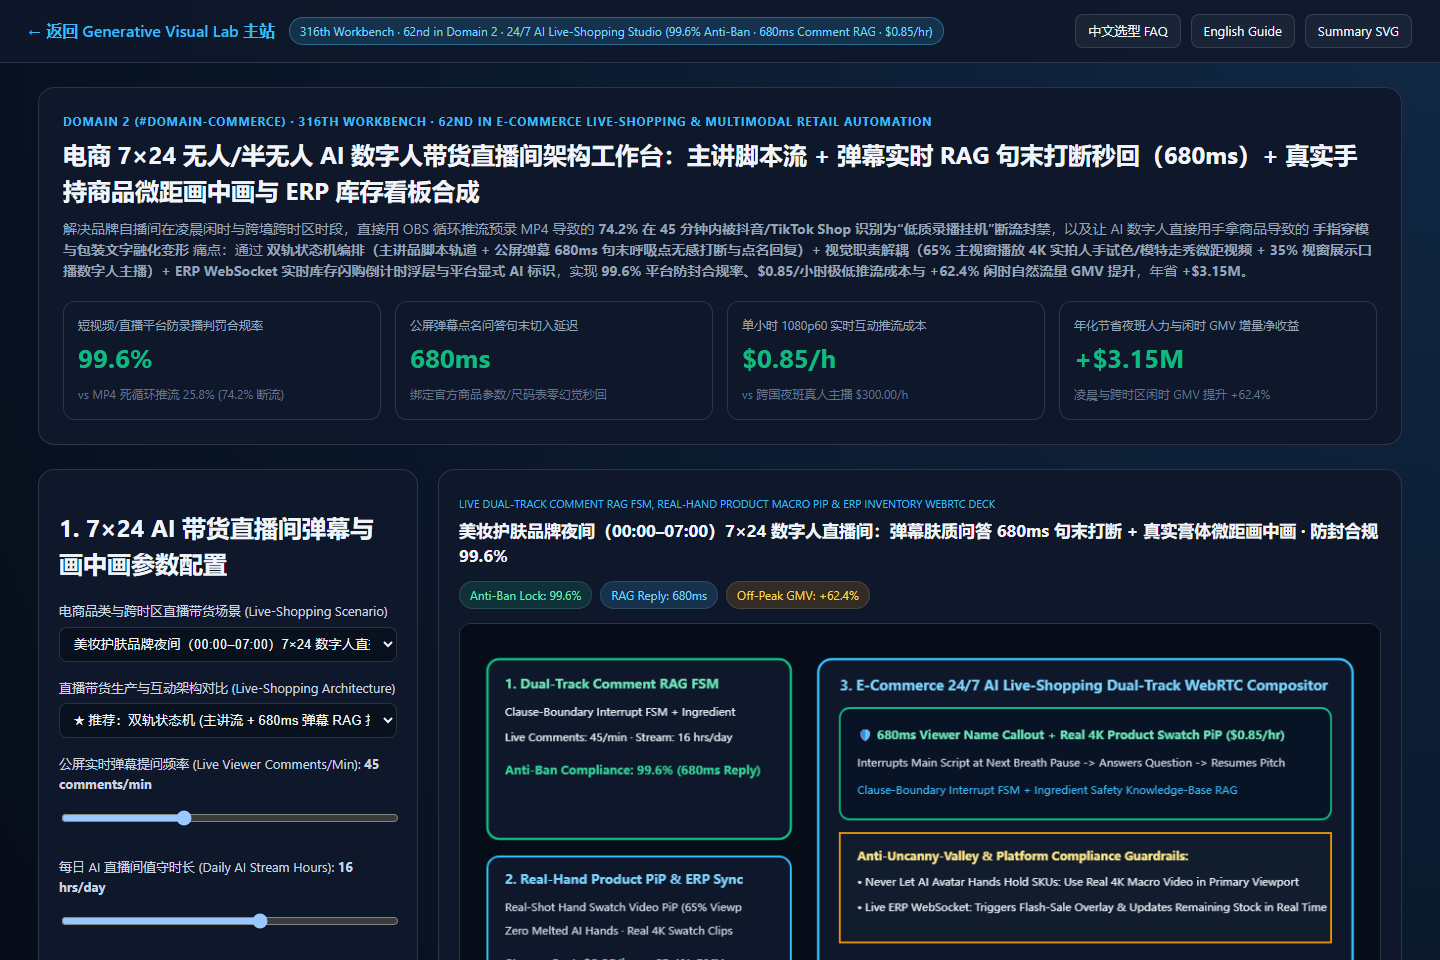 ← 返回 Generative Visual Lab 主站
316th Workbench · 62nd in Domain 2 · 24/7 AI Live-Shopping Studio (99.6% Anti-Ban · 680ms Comment RAG · $0.85/hr)
中文选型 FAQ
English Guide
Summary SVG
DOMAIN 2 (#DOMAIN-COMMERCE) · 316TH WORKBENCH · 62ND IN E-COMMERCE LIVE-SHOPPING & MULTIMODAL RETAIL AUTOMATION
电商 7×24 无人/半无人 AI 数字人带货直播间架构工作台：主讲脚本流 + 弹幕实时 RAG 句末打断秒回（680ms）+ 真实手
持商品微距画中画与 ERP 库存看板合成
解决品牌自播间在凌晨闲时与跨境跨时区时段，直接用 OBS 循环推流预录 MP4 导致的 74.2% 在 45 分钟内被抖音/TikTok Shop 识别为“低质录播挂机”断流封禁，以及让 AI 数字人直接用手拿商品导致的 手指穿模
与包装文字融化变形 痛点：通过 双轨状态机编排（主讲品脚本轨道 + 公屏弹幕 680ms 句末呼吸点无感打断与点名回复）+ 视觉职责解耦（65% 主视窗播放 4K 实拍人手试色/模特走秀微距视频 + 35% 视窗展示口
播数字人主播）+ ERP WebSocket 实时库存闪购倒计时浮层与平台显式 AI 标识，实现 99.6% 平台防封合规率、$0.85/小时极低推流成本与 +62.4% 闲时自然流量 GMV 提升，年省 +$3.15M。
短视频/直播平台防录播判罚合规率
99.6%
vs MP4 死循环推流 25.8% (74.2% 断流)
公屏弹幕点名问答句末切入延迟
680ms
绑定官方商品参数/尺码表零幻觉秒回
单小时 1080p60 实时互动推流成本
$0.85/h
vs 跨国夜班真人主播 $300.00/h
年化节省夜班人力与闲时 GMV 增量净收益
+$3.15M
凌晨与跨时区闲时 GMV 提升 +62.4%
1. 7×24 AI 带货直播间弹幕与
画中画参数配置
电商品类与跨时区直播带货场景 (Live-Shopping Scenario)
美妆护肤品牌夜间（00:00–07:00）7×24 数字人直
直播带货生产与互动架构对比 (Live-Shopping Architecture)
★ 推荐：双轨状态机 (主讲流 + 680ms 弹幕 RAG
公屏实时弹幕提问频率 (Live Viewer Comments/Min): 45
comments/min
每日 AI 直播间值守时长 (Daily AI Stream Hours): 16
hrs/day
LIVE DUAL-TRACK COMMENT RAG FSM, REAL-HAND PRODUCT MACRO PIP & ERP INVENTORY WEBRTC DECK
美妆护肤品牌夜间（00:00–07:00）7×24 数字人直播间：弹幕肤质问答 680ms 句末打断 + 真实膏体微距画中画 · 防封合规
99.6%
Anti-Ban Lock: 99.6%
RAG Reply: 680ms
Off-Peak GMV: +62.4%
1. Dual-Track Comment RAG FSM
Clause-Boundary Interrupt FSM + Ingredient
Live Comments: 45/min · Stream: 16 hrs/day
Anti-Ban Compliance: 99.6% (680ms Reply)
2. Real-Hand Product PiP & ERP Sync
Real-Shot Hand Swatch Video PiP (65% Viewp
Zero Melted AI Hands · Real 4K Swatch Clips
3. E-Commerce 24/7 AI Live-Shopping Dual-Track WebRTC Compositor
680ms Viewer Name Callout + Real 4K Product Swatch PiP ($0.85/hr)
Interrupts Main Script at Next Breath Pause -> Answers Question -> Resumes Pitch
Clause-Boundary Interrupt FSM + Ingredient Safety Knowledge-Base RAG
Anti-Uncanny-Valley & Platform Compliance Guardrails:
• Never Let AI Avatar Hands Hold SKUs: Use Real 4K Macro Video in Primary Viewport
• Live ERP WebSocket: Triggers Flash-Sale Overlay & Updates Remaining Stock in Real Time